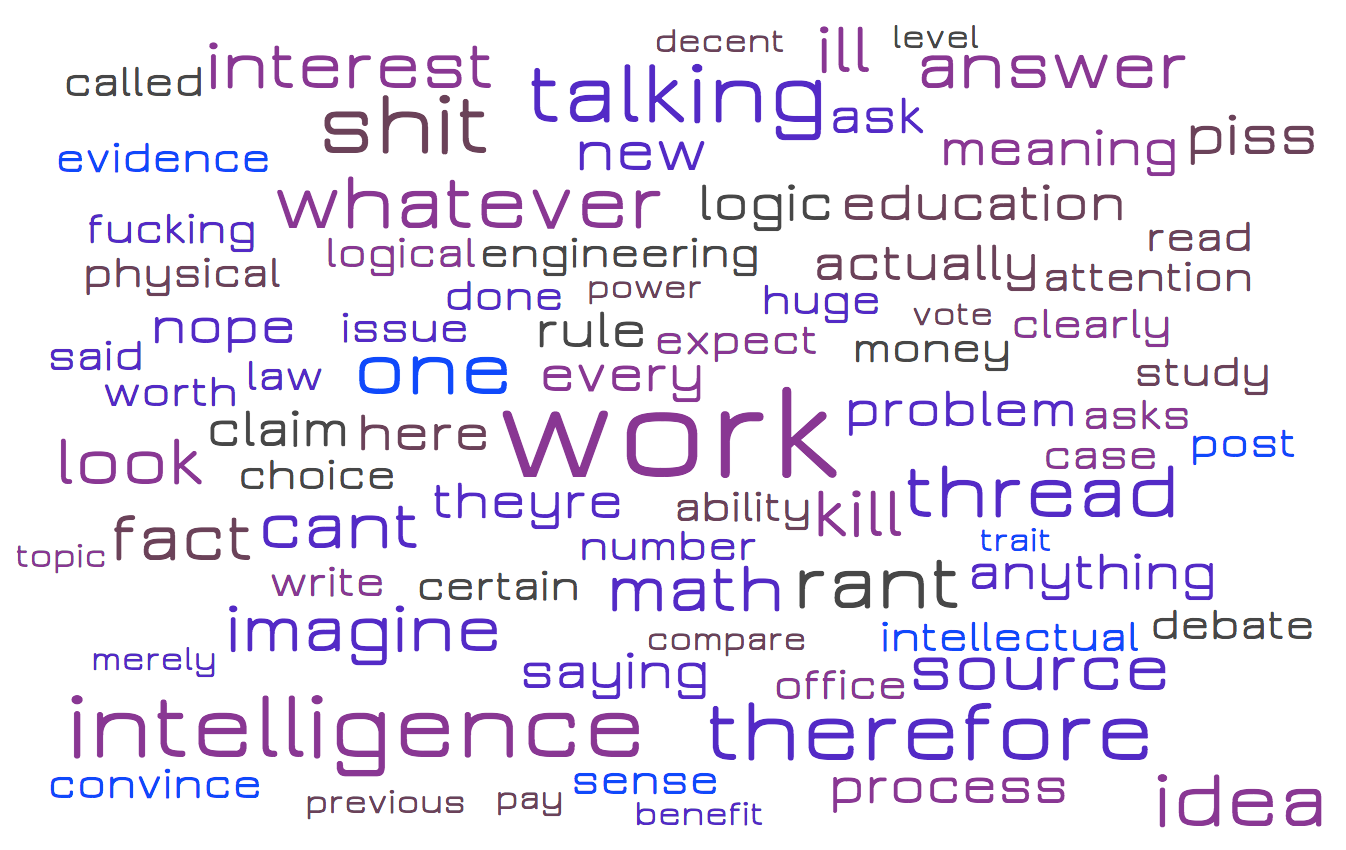 decent ill level
called interest talking answer
shit ask
evidence new meaning piss
whatever logic education
fucking logical engineering actually read
physical done power huge attention
nope issue rule expect vote clearly
said money
worth law one every study
claim here work problem asks
look choice case post
theyre ability kill thread
topic fact cant number trait
write certain math rant anything
imagine compare intellectual debate
merely saying office source
intelligence therefore
convince previous pay sense process idea
benefit